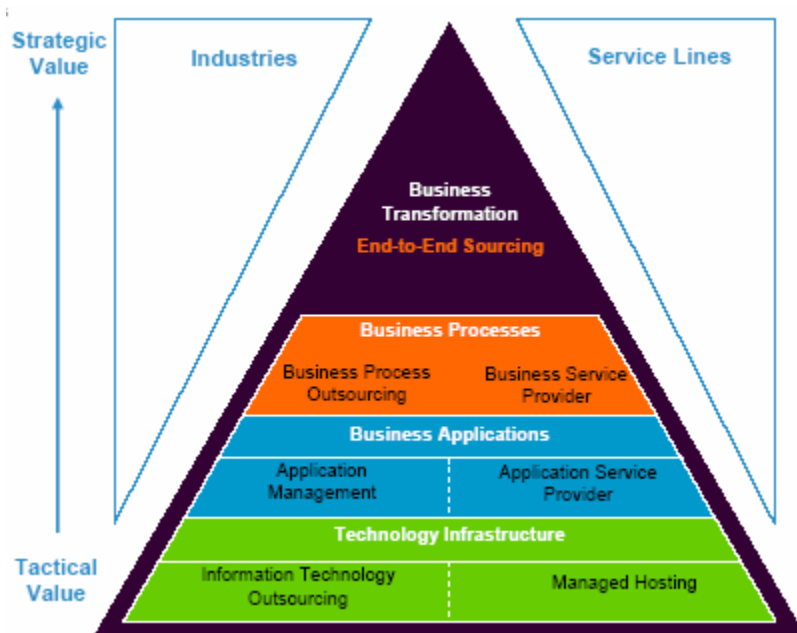 Strategic
Value
Industries
Service Lines
Business
Transformation
End-to-End Sourcing
Business Processes
Business Process
Outsourcing
Business Service
Provider
Business Applications
Application
Management
Application Service
Provider
Technology Infrastructure
Tactical
Value
Information Technology
Outsourcing
Managed Hosting